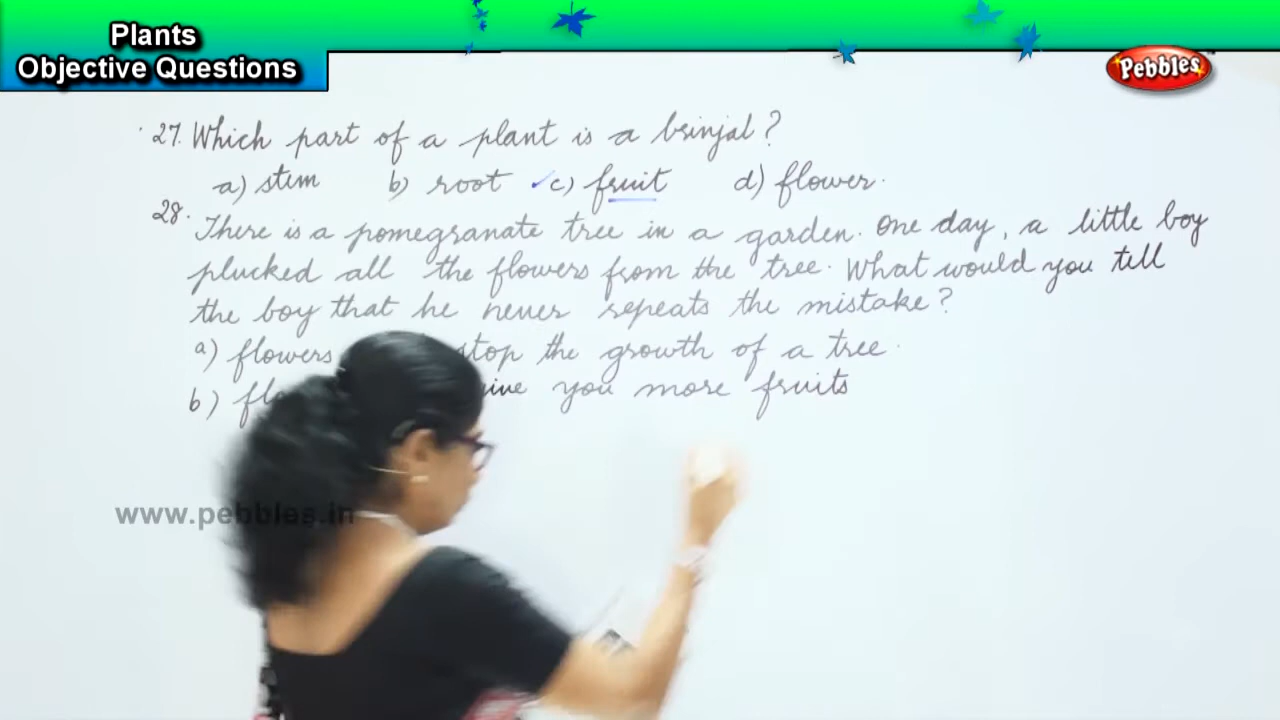 Plants
Objective Questions
Pebbles
27. Which part of a plant is a brinjal?
a) stem b) root ✓c) fruit d) flower.
28. There is a pomegranate tree in a garden. One day, a little boy
plucked all the flowers from the tree. What would you tell
the boy that he never repeats the mistake?
a) flowers stop the growth of a tree.
b) you more fruits
www.pebbles.in